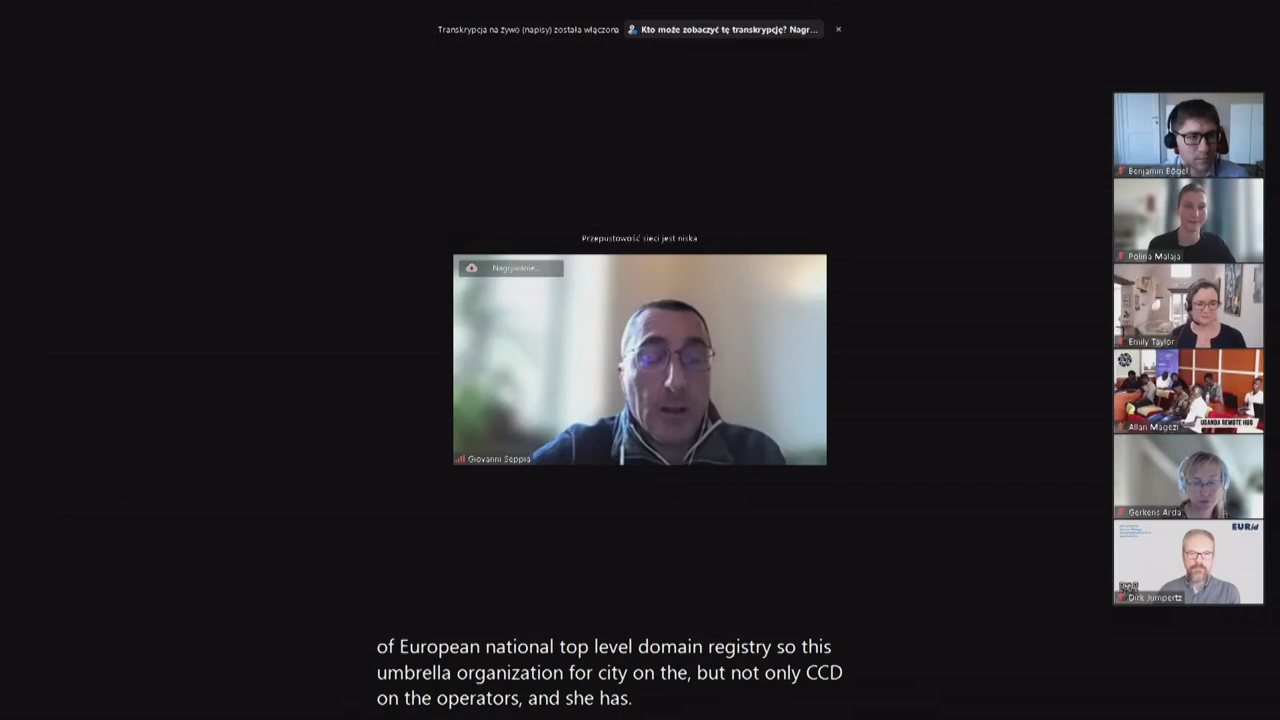 Transkrypcja na żywo (napisy) została włączona
Kto może zobaczyć tę transkrypcję? Nagr...
Benjamin Bögel
Polina Malaja
Przepustowość sieci jest niska
Nagrywanie...
Emily Taylor
UGANDA REMOTE HUB
Allan Magezi
Giovanni Seppia
Gerkens Arda
EURid
Dirk Jumpertz
of European national top level domain registry so this
umbrella organization for city on the, but not only CCD
on the operators, and she has.